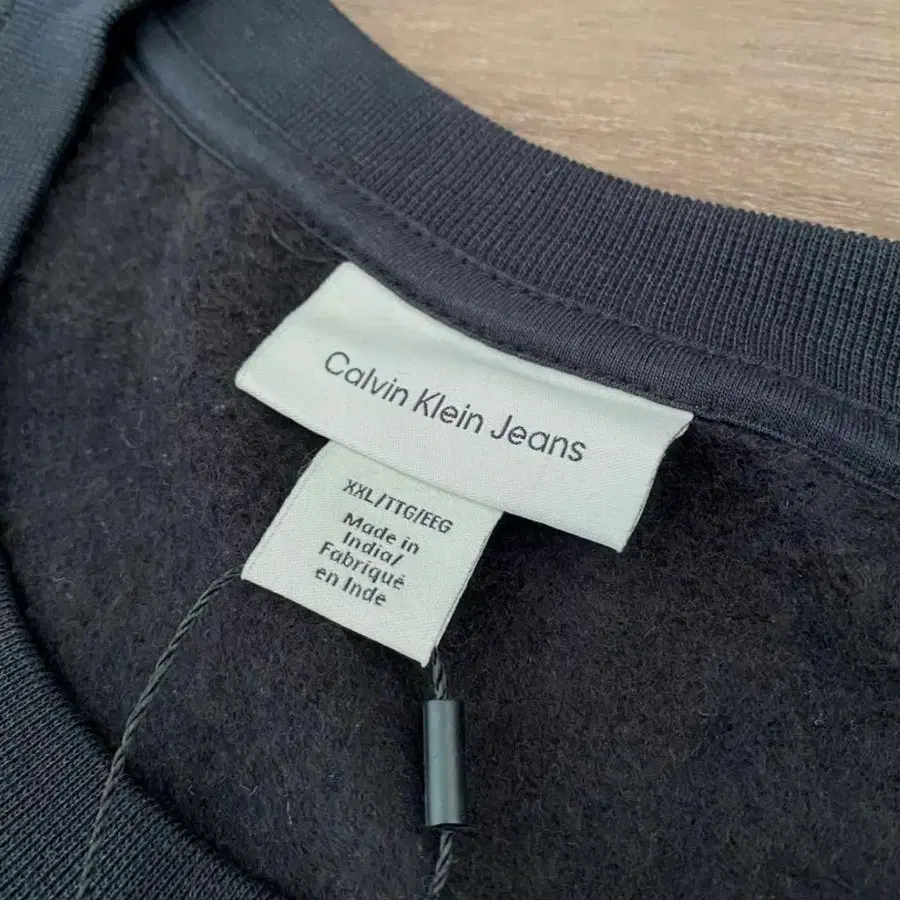 Calvin Klein Jeans
XXL/TTG/EEG
Made in
India/
Fabriqué
en Inde